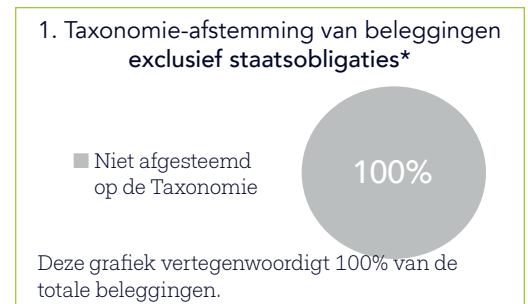 1. Taxonomie-afstemming van beleggingen
exclusief staatsobligaties*
Niet afgesteemd
op de Taxonomie
100%
Deze grafiek vertegenwoordigt 100% van de
totale beleggingen.